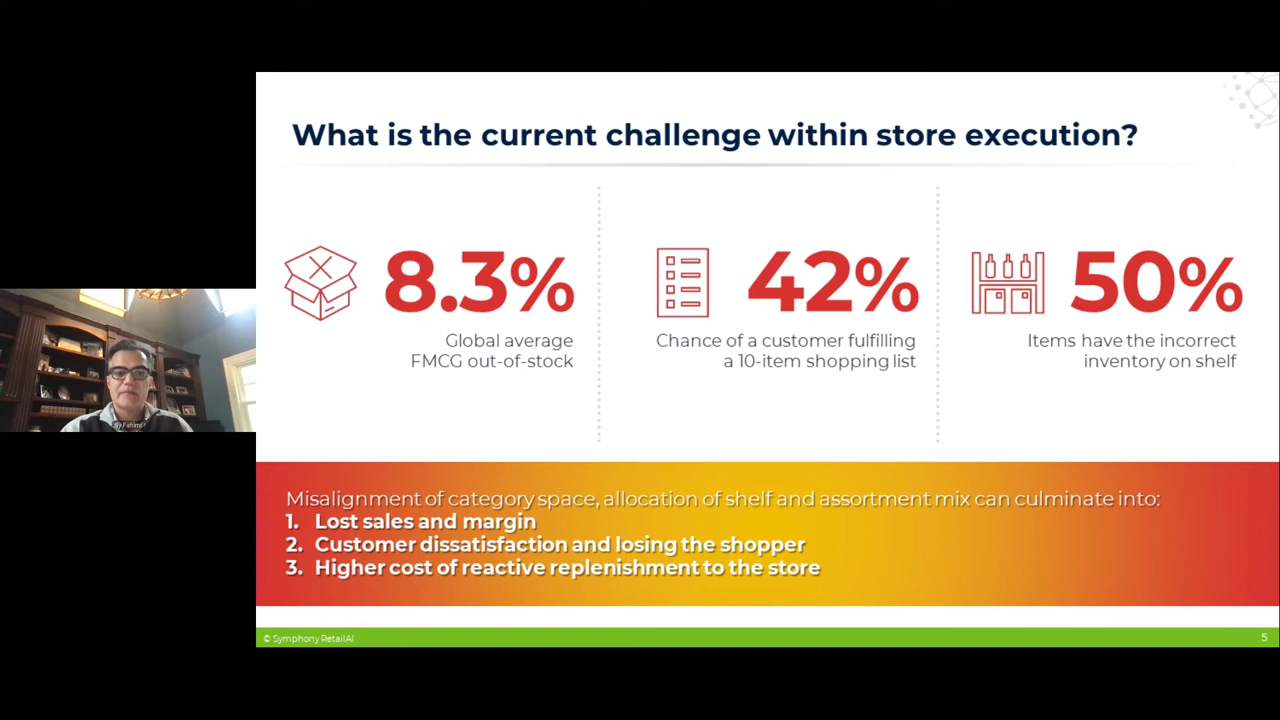 What is the current challenge within store execution?
8.3%
Global average
FMCG out-of-stock
42%
Chance of a customer fulfilling
a 10-item shopping list
50%
Items have the incorrect
inventory on shelf
Sy Fahimi
Misalignment of category space, allocation of shelf and assortment mix can culminate into:
1. Lost sales and margin
2. Customer dissatisfaction and losing the shopper
3. Higher cost of reactive replenishment to the store
© Symphony RetailAI
5